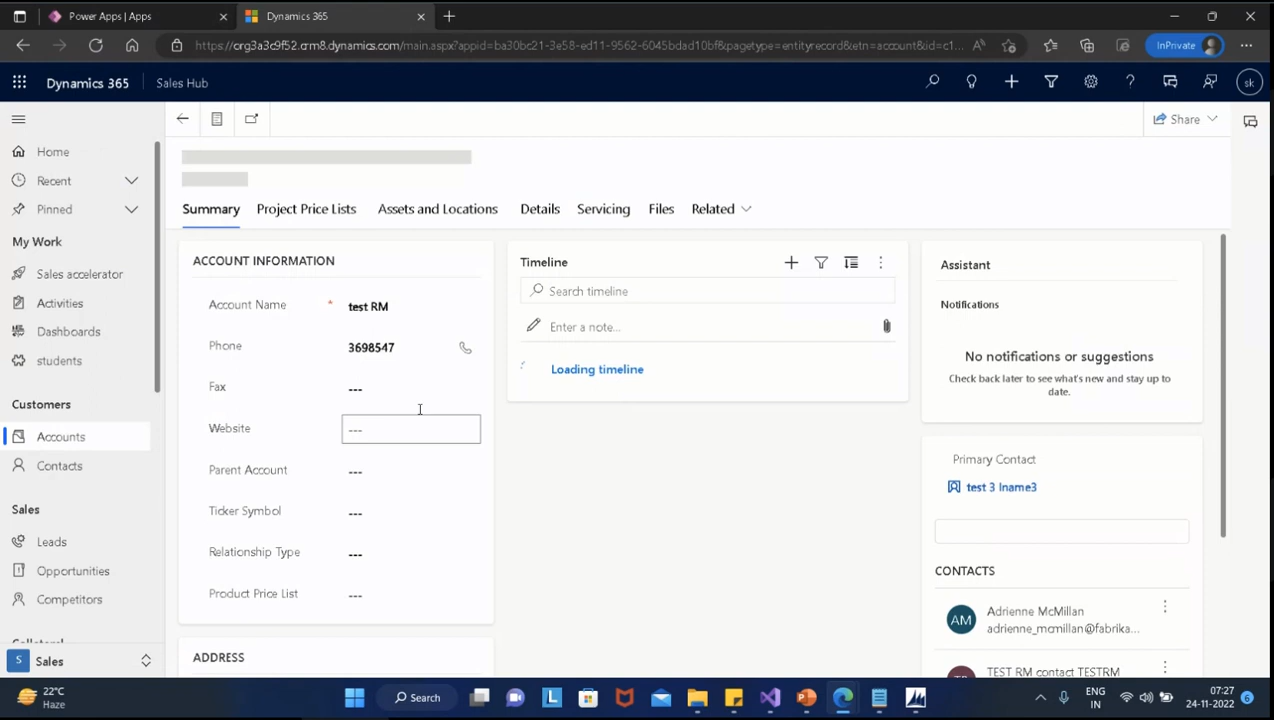 Power Apps | Apps
Dynamics 365
https://org3a3c9f52.crm8.dynamics.com/main.aspx?appid=ba30bc21-3e58-ed11-9562-6045bdad10bf&pagetype=entityrecord&etn=account&id=c1...
InPrivate
Dynamics 365
Sales Hub
sk
Share
Home
Recent
Pinned
My Work
Sales accelerator
Activities
Dashboards
students
Customers
Accounts
Contacts
Sales
Leads
Opportunities
Competitors
Collateral
S Sales
Summary
Project Price Lists
Assets and Locations
Details
Servicing
Files
Related
ACCOUNT INFORMATION
Account Name * test RM
Phone 3698547
Fax ---
Website ---
Parent Account ---
Ticker Symbol ---
Relationship Type ---
Product Price List ---
ADDRESS
Timeline
Search timeline
Enter a note...
Loading timeline
Assistant
Notifications
No notifications or suggestions
Check back later to see what's new and stay up to
date.
Primary Contact
test 3 lname3
CONTACTS
AM
Adrienne McMillan
adrienne_mcmillan@fabrika...
TEST RM contact TESTRM
22°C
Haze
Search
L
ENG
IN
07:27
24-11-2022
6